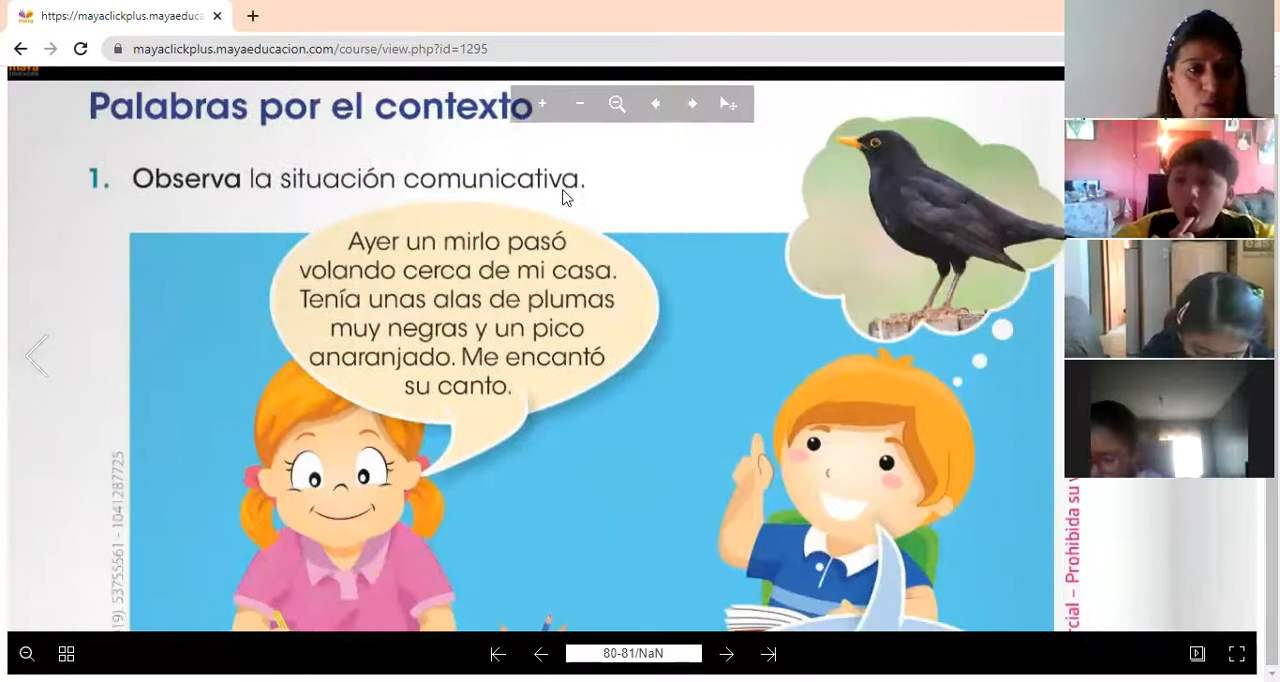 https://mayaclickplus.mayaeduca
mayaclickplus.mayaeducacion.com/course/view.php?id=1295
maya
Palabras por el contexto
1. Observa la situación comunicativa.
Ayer un mirlo pasó
volando cerca de mi casa.
Tenía unas alas de plumas
muy negras y un pico
anaranjado. Me encantó
su canto.
19). 53755561 - 1041287725
cial – Prohibida su
80-81/NaN